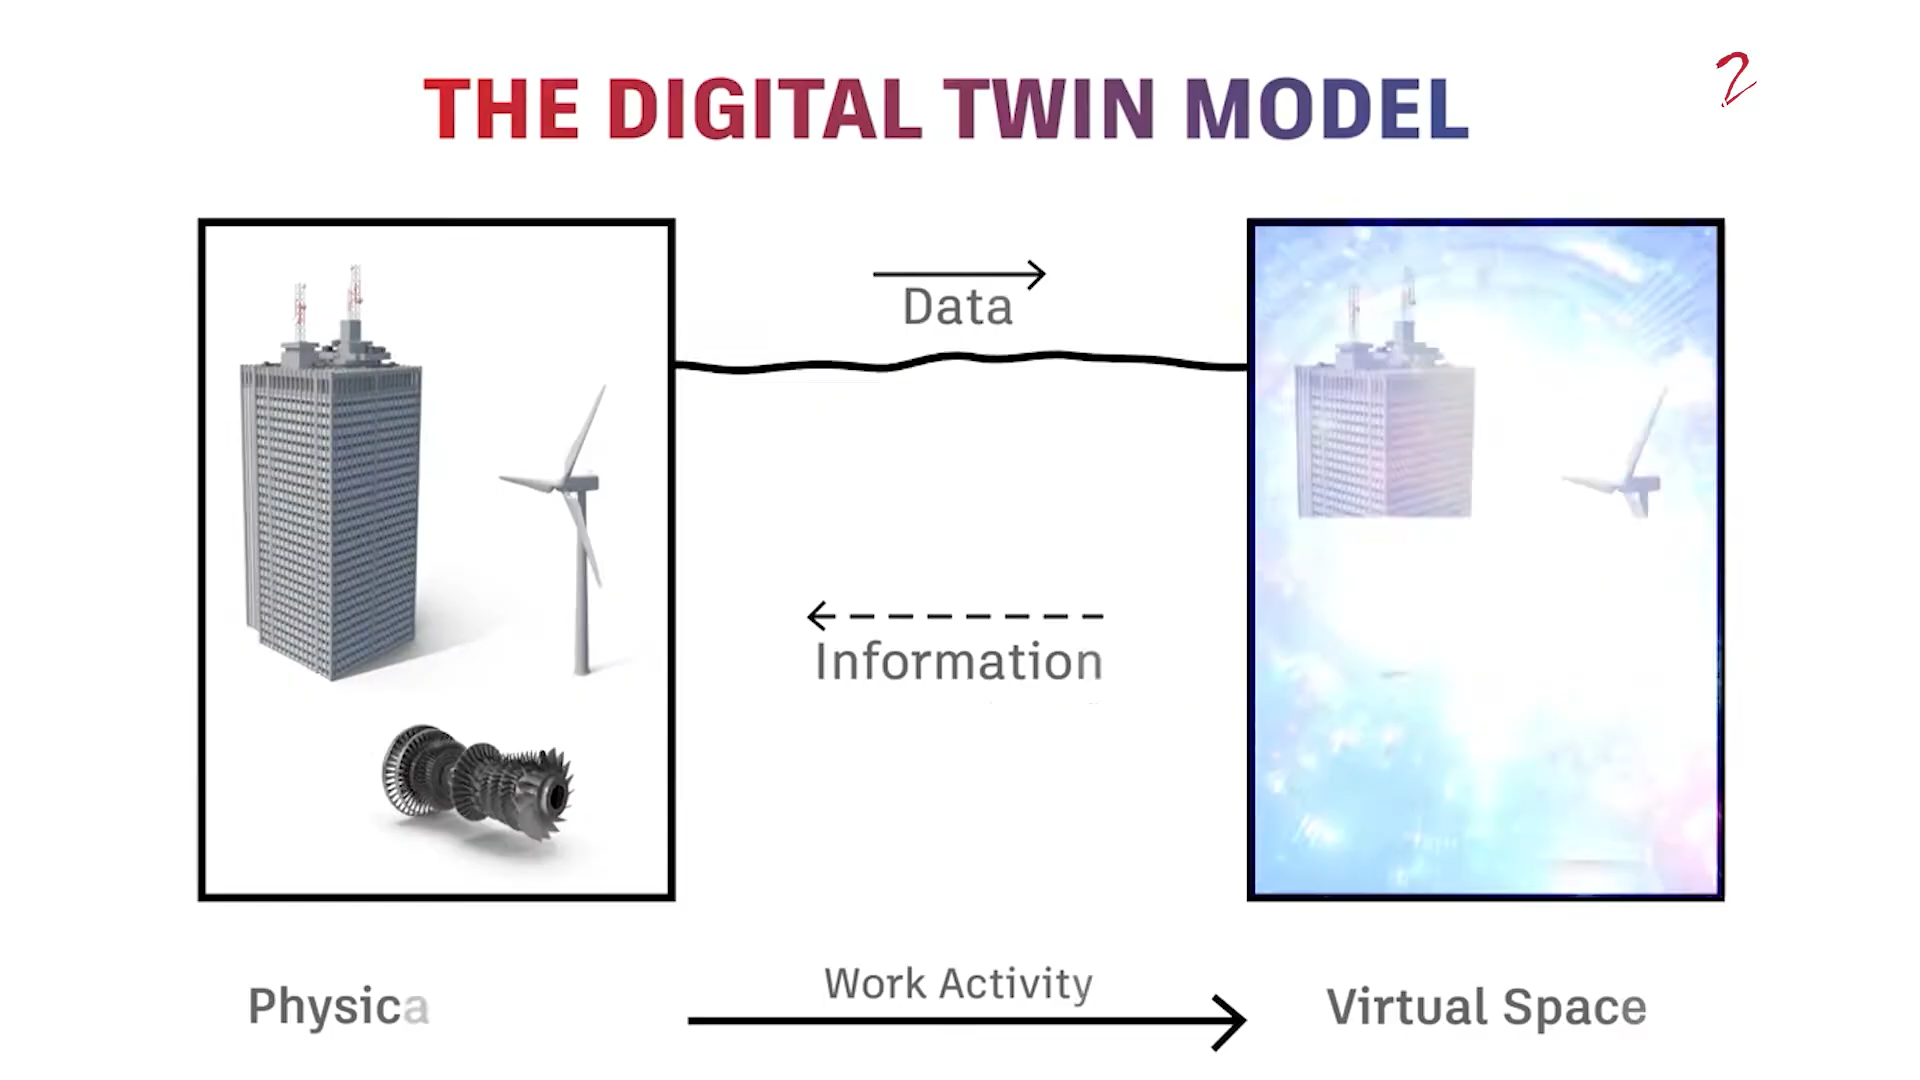 THE DIGITAL TWIN MODEL
2
Data
Information
Work Activity
Physica
Virtual Space